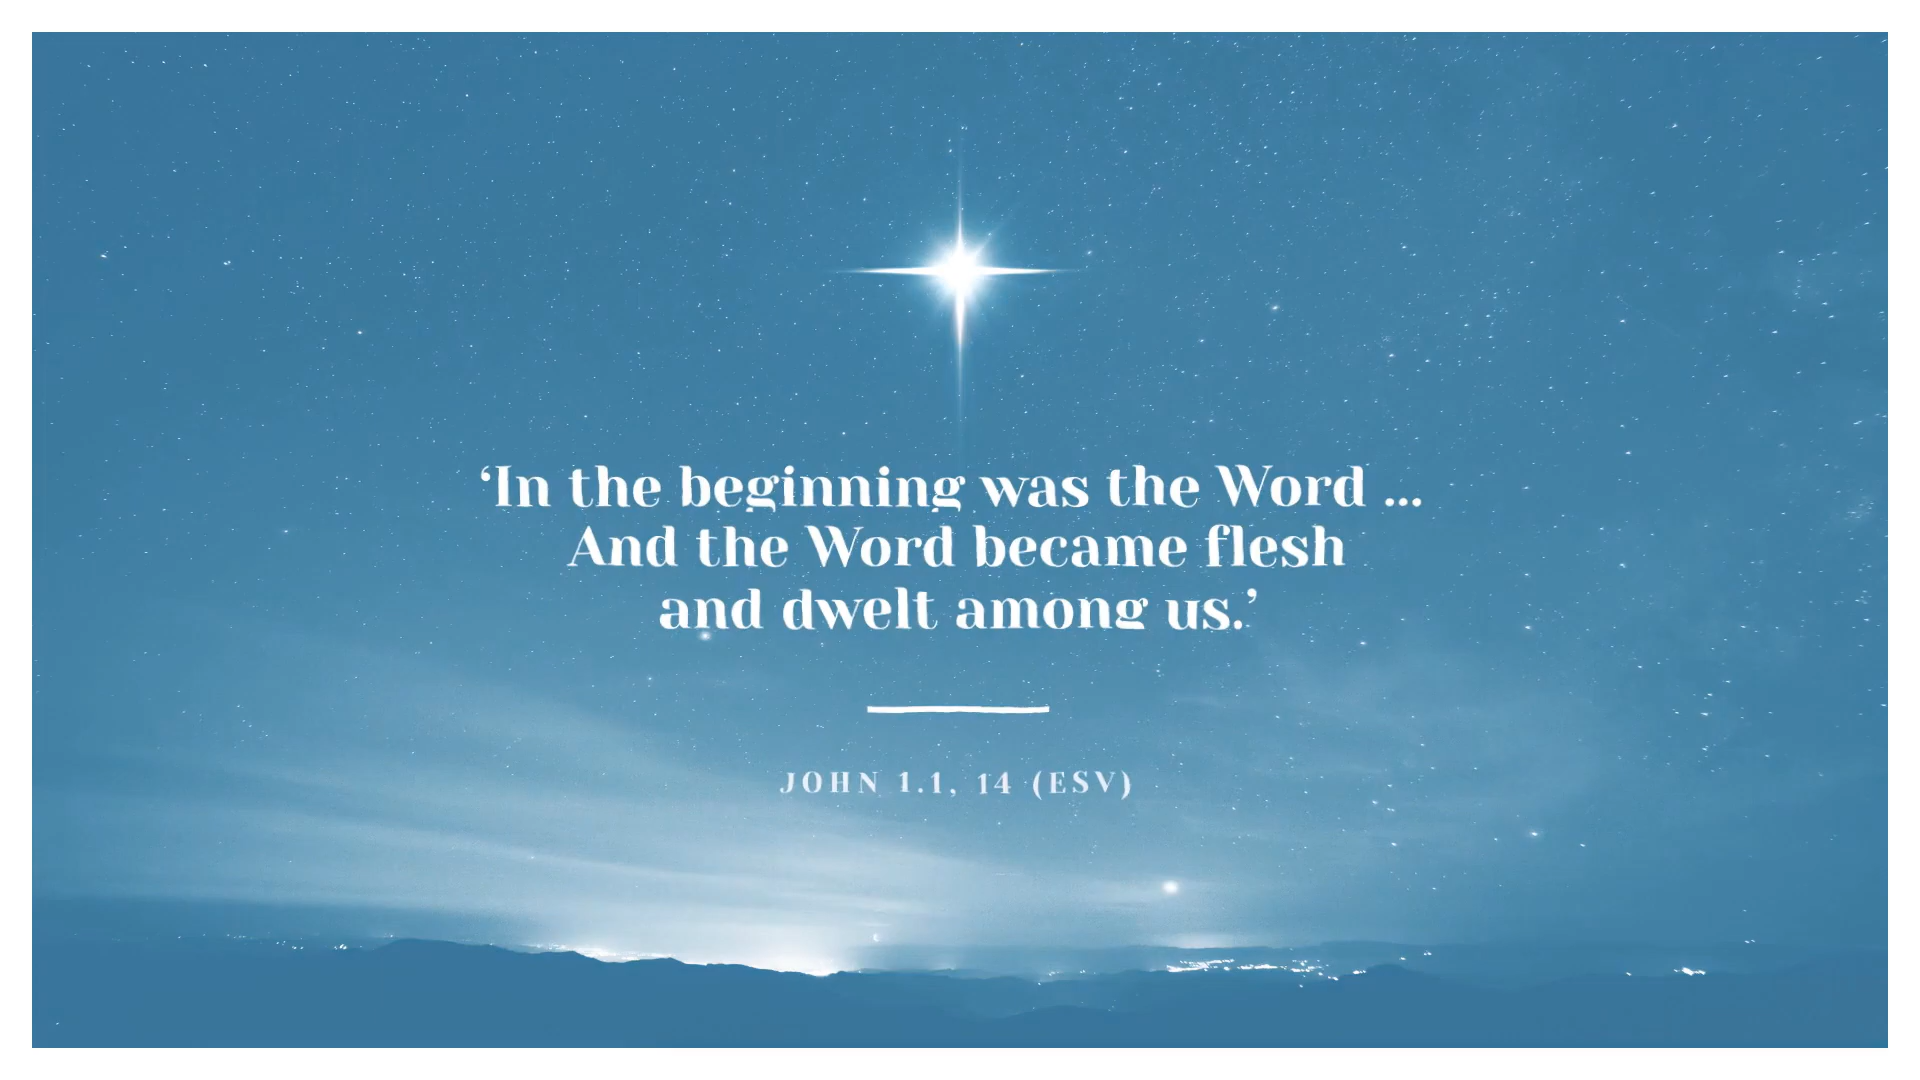 ‘In the beginning was the Word ...
And the Word became flesh
and dwelt among us.’
JOHN 1.1, 14 (ESV)